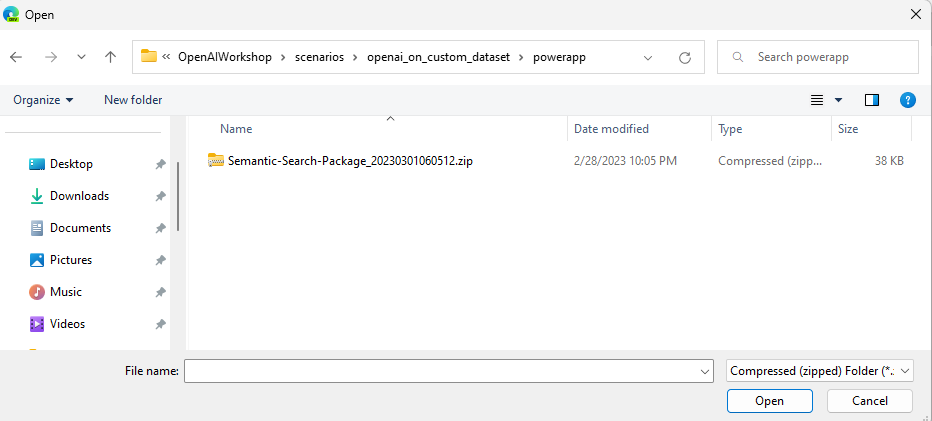 Open
« OpenAIWorkshop › scenarios › openai_on_custom_dataset › powerapp
Search powerapp
Organize
New folder
Name Date modified Type Size
Semantic-Search-Package_20230301060512.zip 2/28/2023 10:05 PM Compressed (zipp... 38 KB
Desktop
Downloads
Documents
Pictures
Music
Videos
File name:
Compressed (zipped) Folder (*.
Open
Cancel